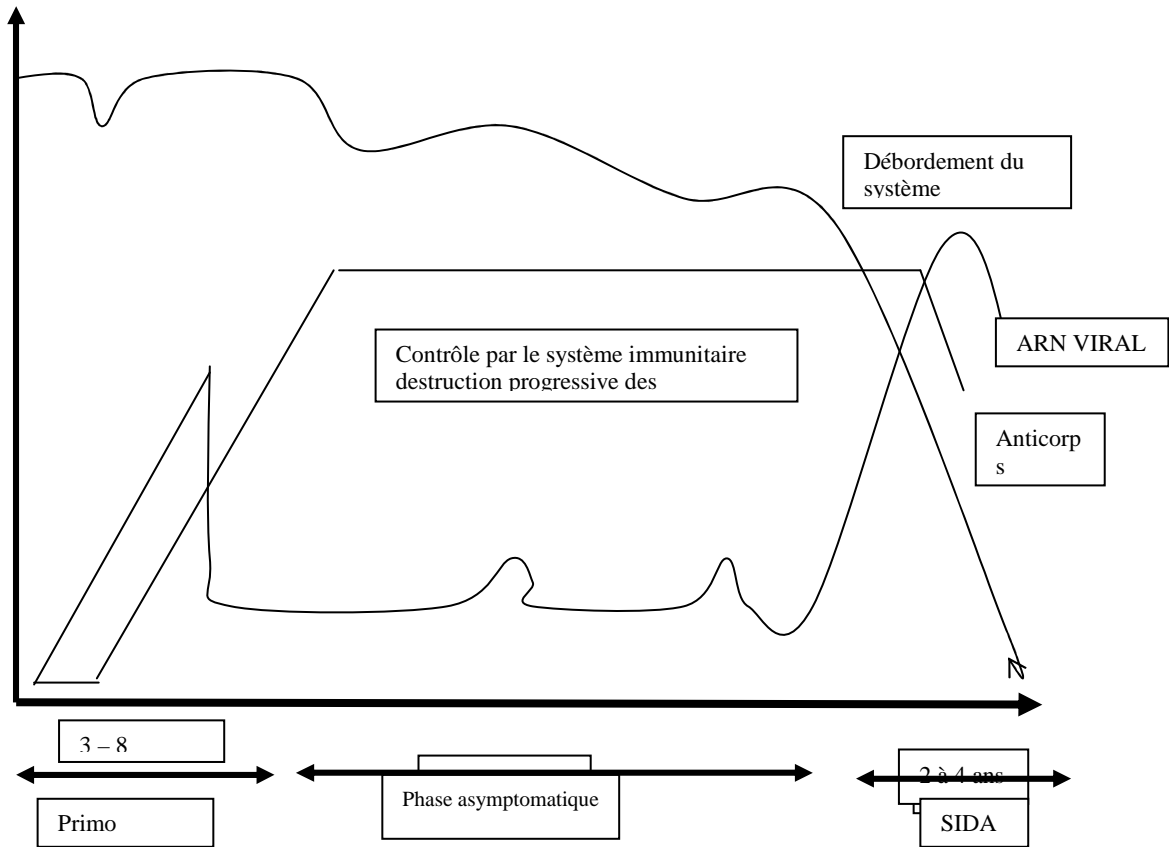 Débordement du
système
Contrôle par le système immunitaire
destruction progressive des
ARN VIRAL
Anticorp
s
3 – 8
2 à 4 ans
Primo
Phase asymptomatique
SIDA